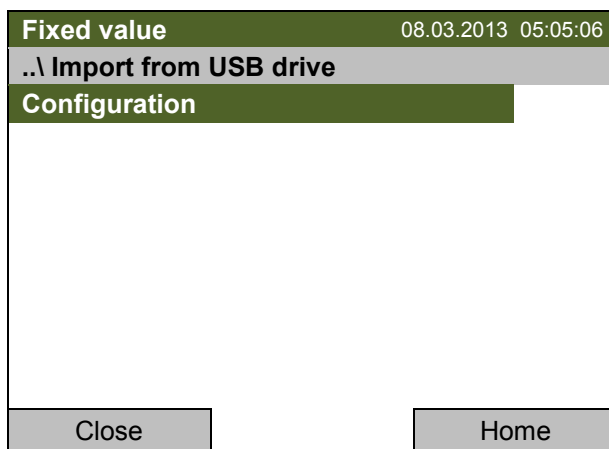 Fixed value 08.03.2013 05:05:06
..\ Import from USB drive
Configuration
Close Home